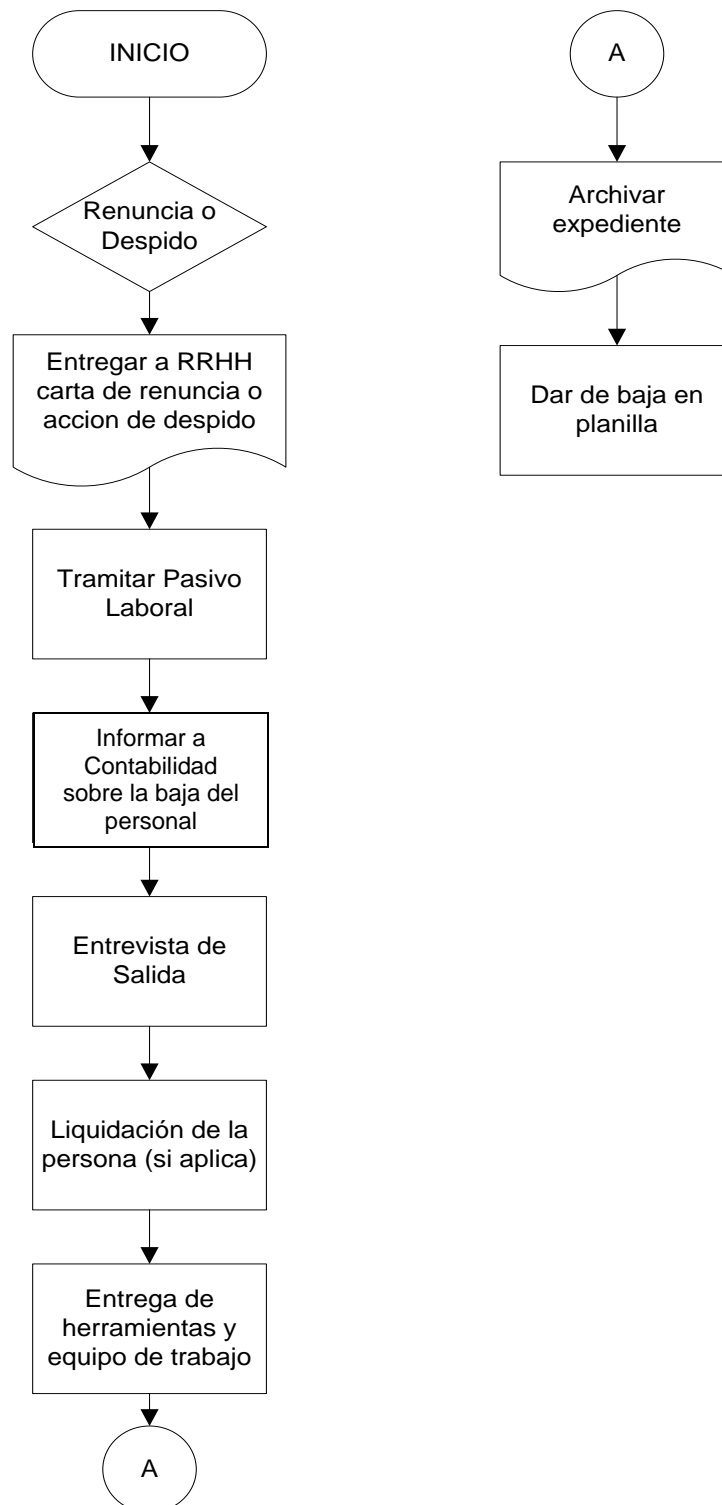 INICIO
Renuncia o
Despido
Entregar a RRHH
carta de renuncia o
accion de despido
Tramitar Pasivo
Laboral
Informar a
Contabilidad
sobre la baja del
personal
Entrevista de
Salida
Liquidación de la
persona (si aplica)
Entrega de
herramientas y
equipo de trabajo
A
A
Archivar
expediente
Dar de baja en
planilla